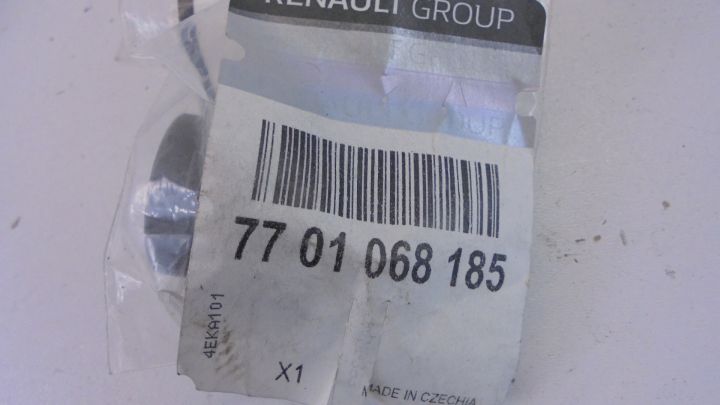 RENAULT GROUP
77 01 068 185
4EKA101
X1
MADE IN CZECHIA